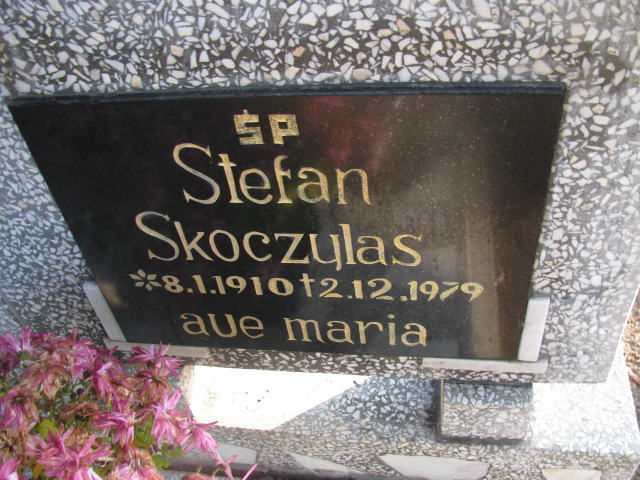 ŚP
Stefan
Skoczylas
*8.1.1910 †2.12.1979
ave maria